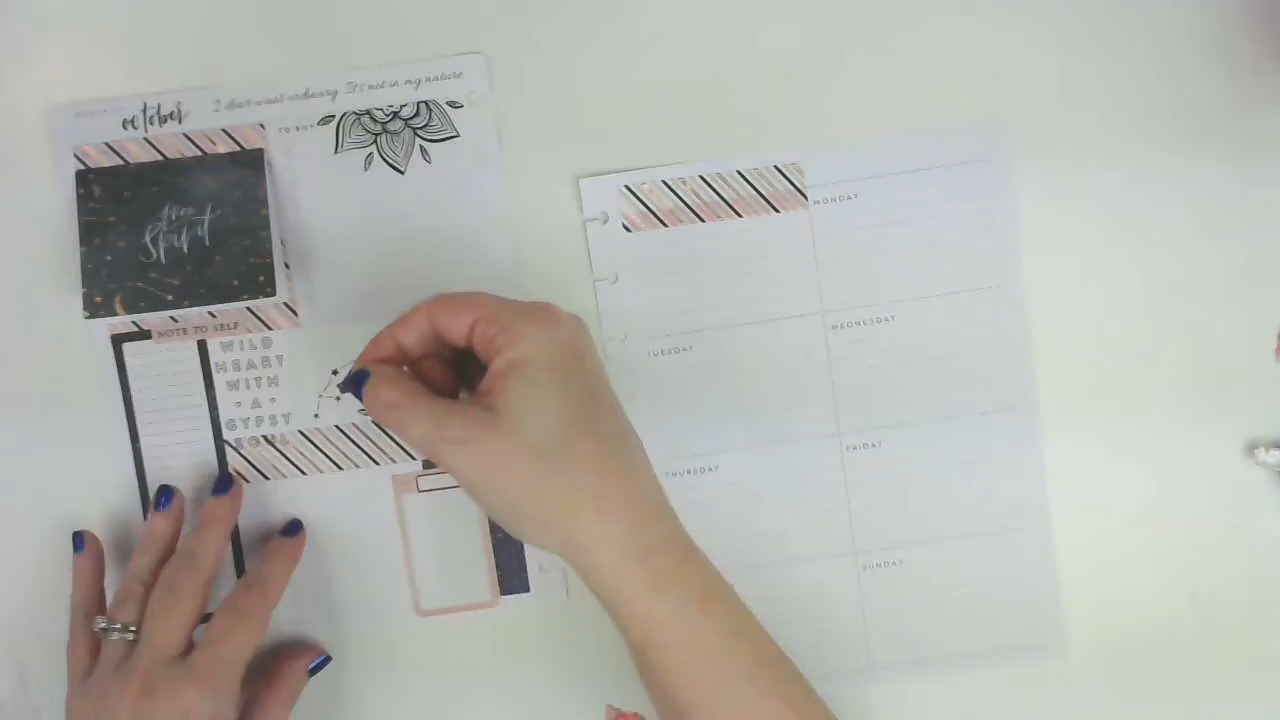 october
I don't want ordinary. It's not in my nature
TO BUY
free
Spirit
NOTE TO SELF
WILD
HEART
WITH
• A •
GYPSY
SOUL
MONDAY
TUESDAY
WEDNESDAY
THURSDAY
FRIDAY
SUNDAY